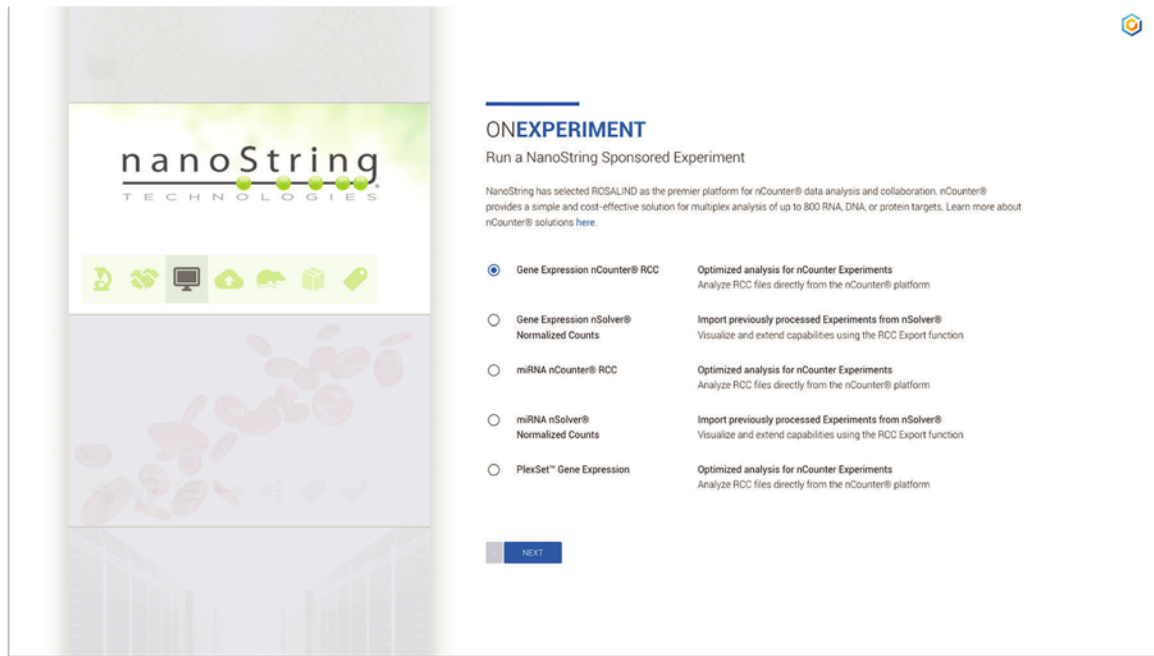 nanoString
TECHNOLOGIES
ONEXPERIMENT
Run a NanoString Sponsored Experiment
NanoString has selected ROSALIND as the premier platform for nCounter® data analysis and collaboration. nCounter®
provides a simple and cost-effective solution for multiplex analysis of up to 800 RNA, DNA, or protein targets. Learn more about
nCounter® solutions here.
Gene Expression nCounter® RCC
Optimized analysis for nCounter Experiments
Analyze RCC files directly from the nCounter® platform
Gene Expression nSolver®
Normalized Counts
Import previously processed Experiments from nSolver®
Visualize and extend capabilities using the RCC Export function
miRNA nCounter® RCC
Optimized analysis for nCounter Experiments
Analyze RCC files directly from the nCounter® platform
miRNA nSolver®
Normalized Counts
Import previously processed Experiments from nSolver®
Visualize and extend capabilities using the RCC Export function
PlexSet™ Gene Expression
Optimized analysis for nCounter Experiments
Analyze RCC files directly from the nCounter® platform
NEXT